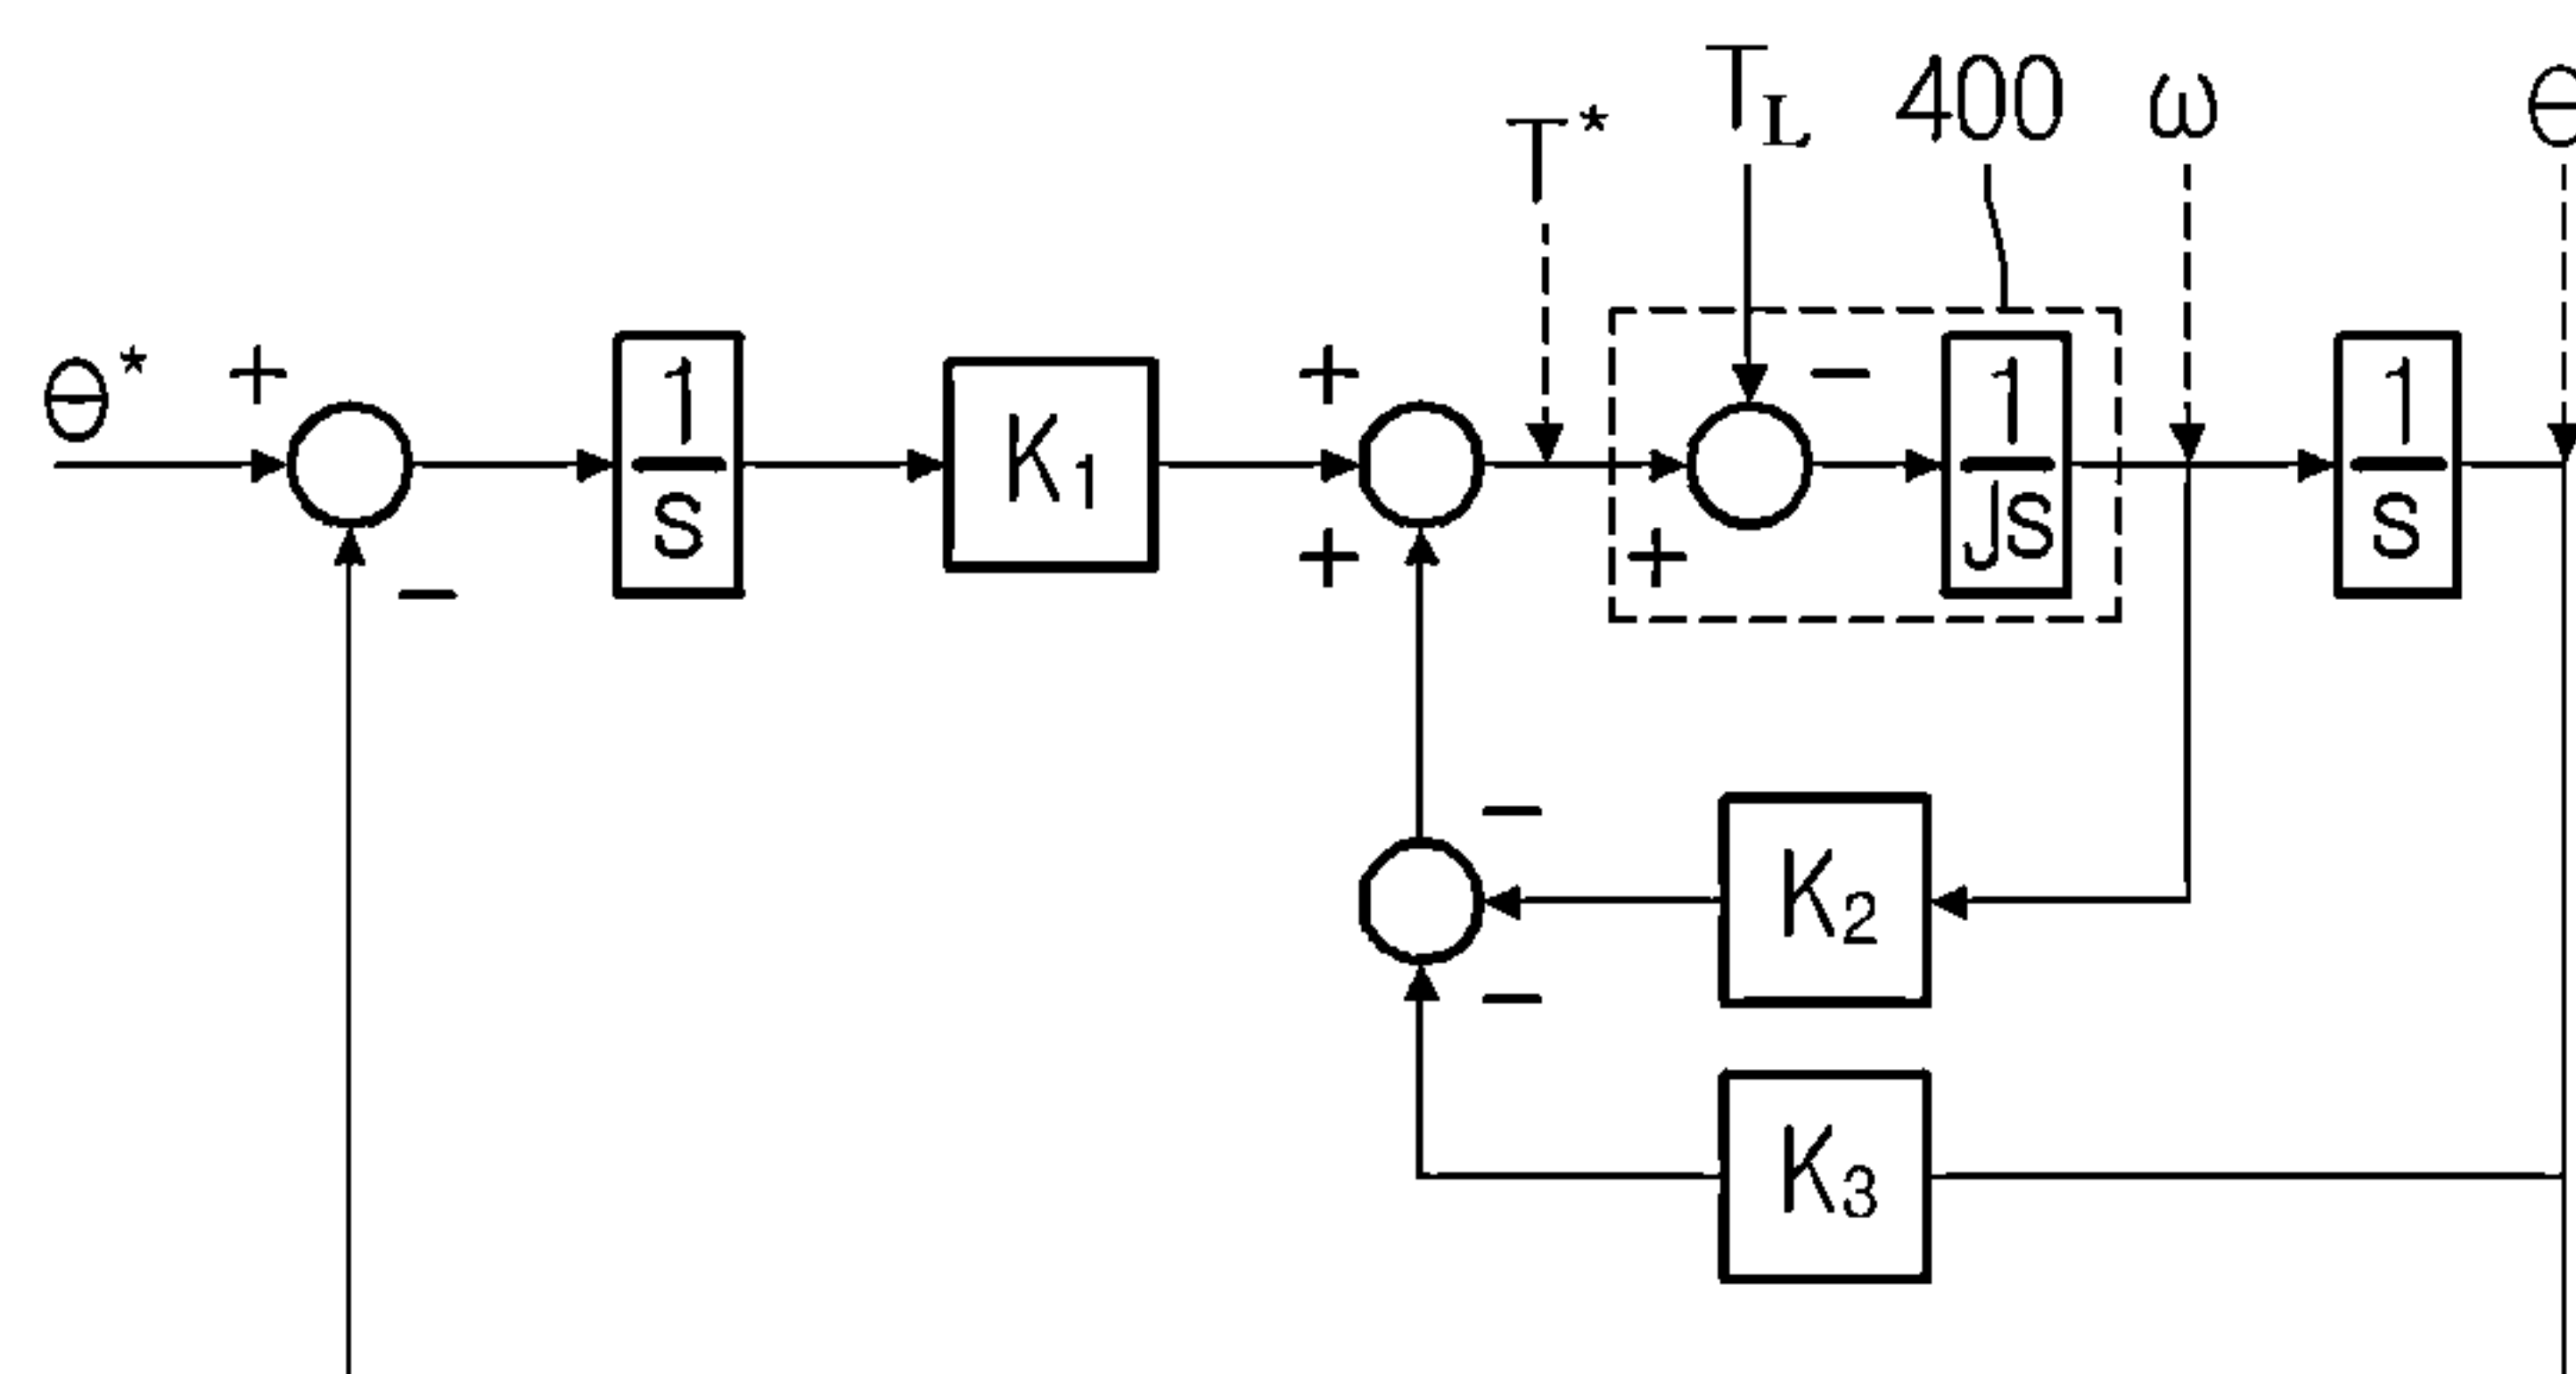 T* T_L 400 ω θ
θ* + 1/s K₁ + 1/Js − 1/s
− + +
− K₂
− K₃